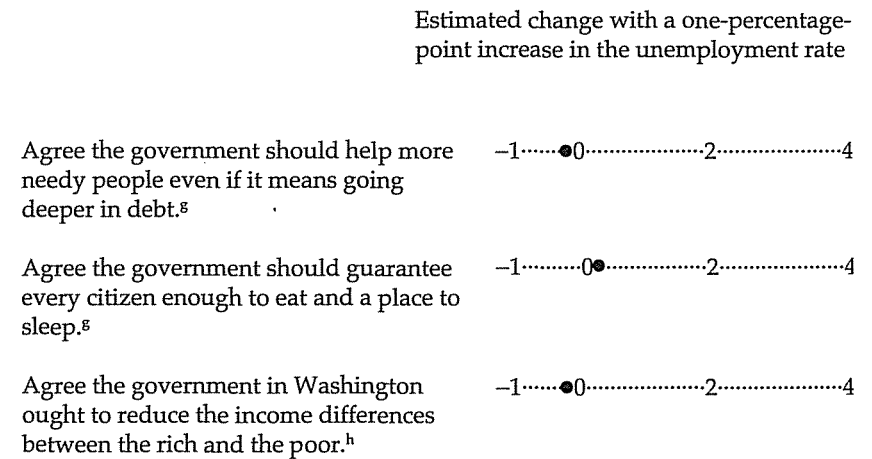 Estimated change with a one-percentage-
point increase in the unemployment rate
Agree the government should help more
needy people even if it means going
deeper in debt.g
–1······●0····················2·····················4
Agree the government should guarantee
every citizen enough to eat and a place to
sleep.g
–1··········0●·················2·····················4
Agree the government in Washington
ought to reduce the income differences
between the rich and the poor.h
–1······●0····················2·····················4